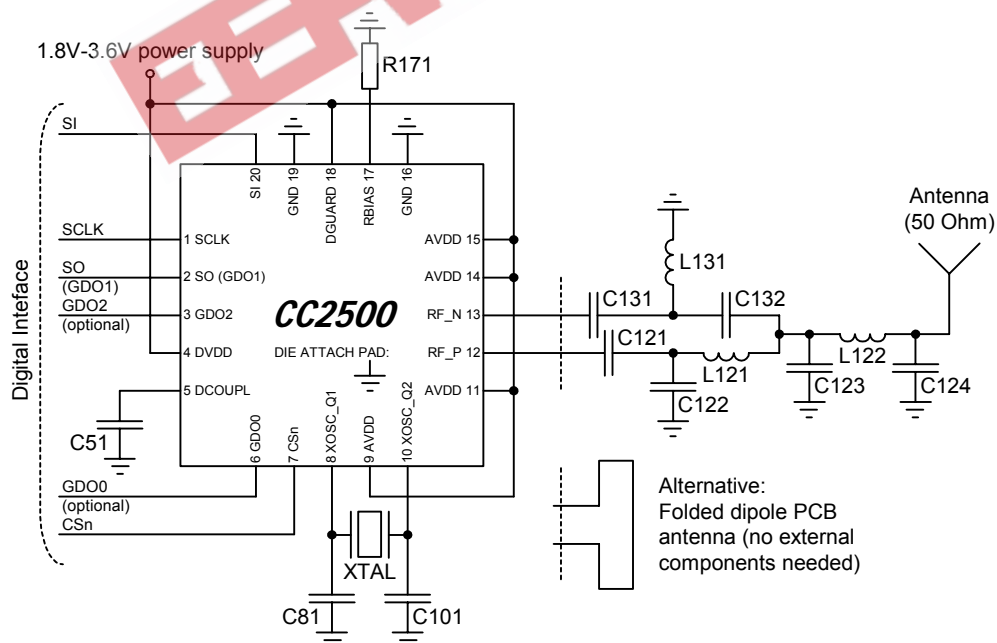 1.8V-3.6V power supply
R171
SI
SI 20
GND 19
DGUARD 18
RBIAS 17
GND 16
Antenna
(50 Ohm)
Digital Inteface
SCLK
1 SCLK
AVDD 15
L131
SO
(GDO1)
2 SO (GDO1)
AVDD 14
GDO2
(optional)
3 GDO2
CC2500
RF_N 13
C131
C132
4 DVDD
DIE ATTACH PAD:
RF_P 12
C121
L121
L122
C123
C124
5 DCOUPL
AVDD 11
C122
C51
6 GDO0
7 CSn
8 XOSC_Q1
9 AVDD
10 XOSC_Q2
GDO0
(optional)
CSn
XTAL
C81
C101
Alternative:
Folded dipole PCB
antenna (no external
components needed)